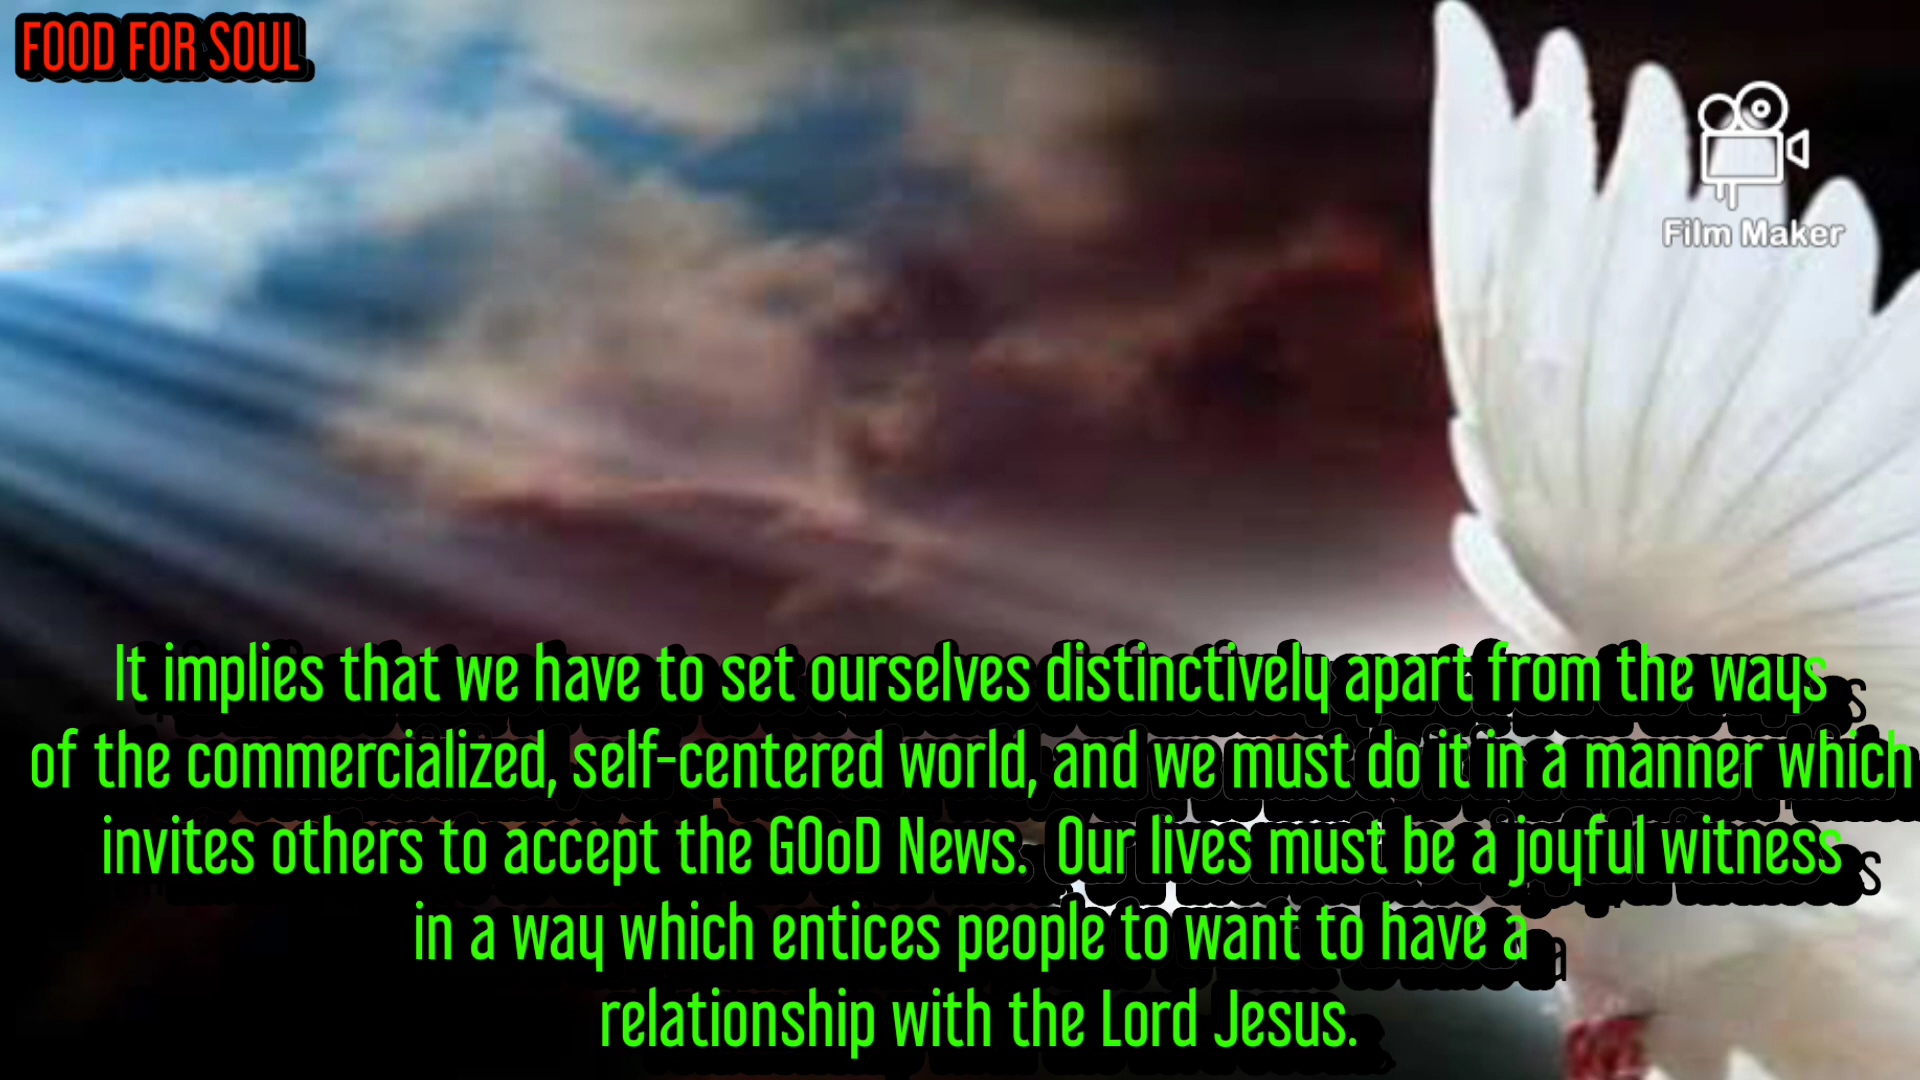 FOOD FOR SOUL
Film Maker
It implies that we have to set ourselves distinctively apart from the ways
of the commercialized, self-centered world, and we must do it in a manner which
invites others to accept the GOoD News.  Our lives must be a joyful witness
in a way which entices people to want to have a
relationship with the Lord Jesus.